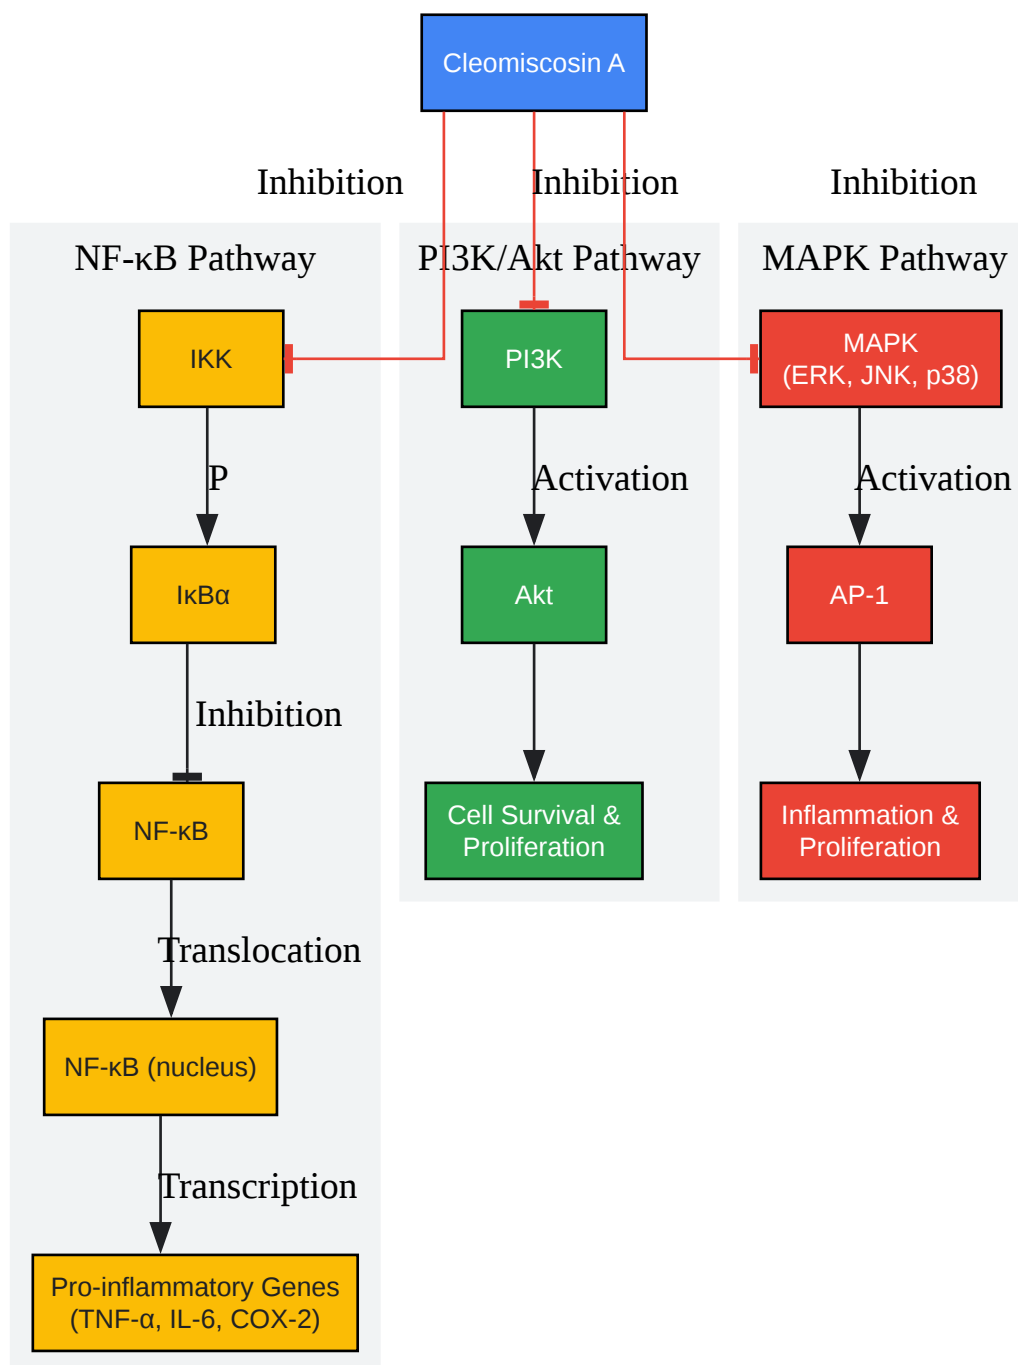 Cleomiscosin A
Inhibition
Inhibition
Inhibition
NF-κB Pathway
PI3K/Akt Pathway
MAPK Pathway
IKK
PI3K
MAPK
(ERK, JNK, p38)
P
Activation
Activation
IκBα
Akt
AP-1
Inhibition
NF-κB
Cell Survival &
Proliferation
Inflammation &
Proliferation
Translocation
NF-κB (nucleus)
Transcription
Pro-inflammatory Genes
(TNF-α, IL-6, COX-2)